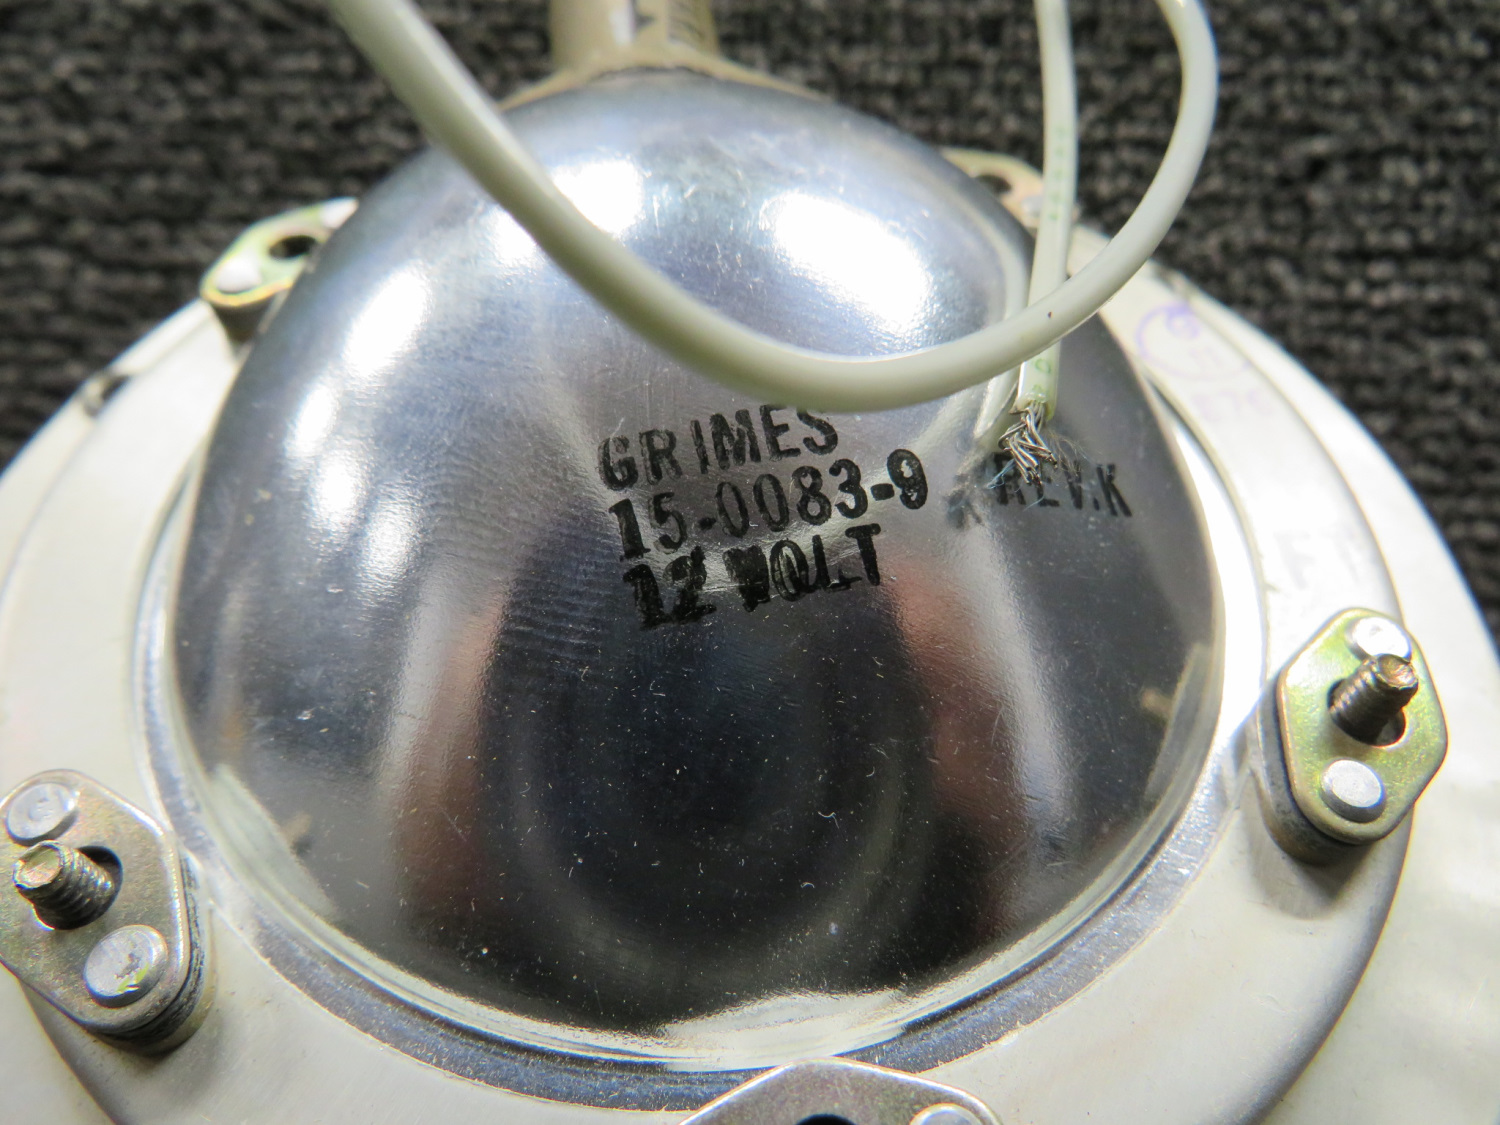 GRIMES
15-0083-9 REV.K
12 VOLT